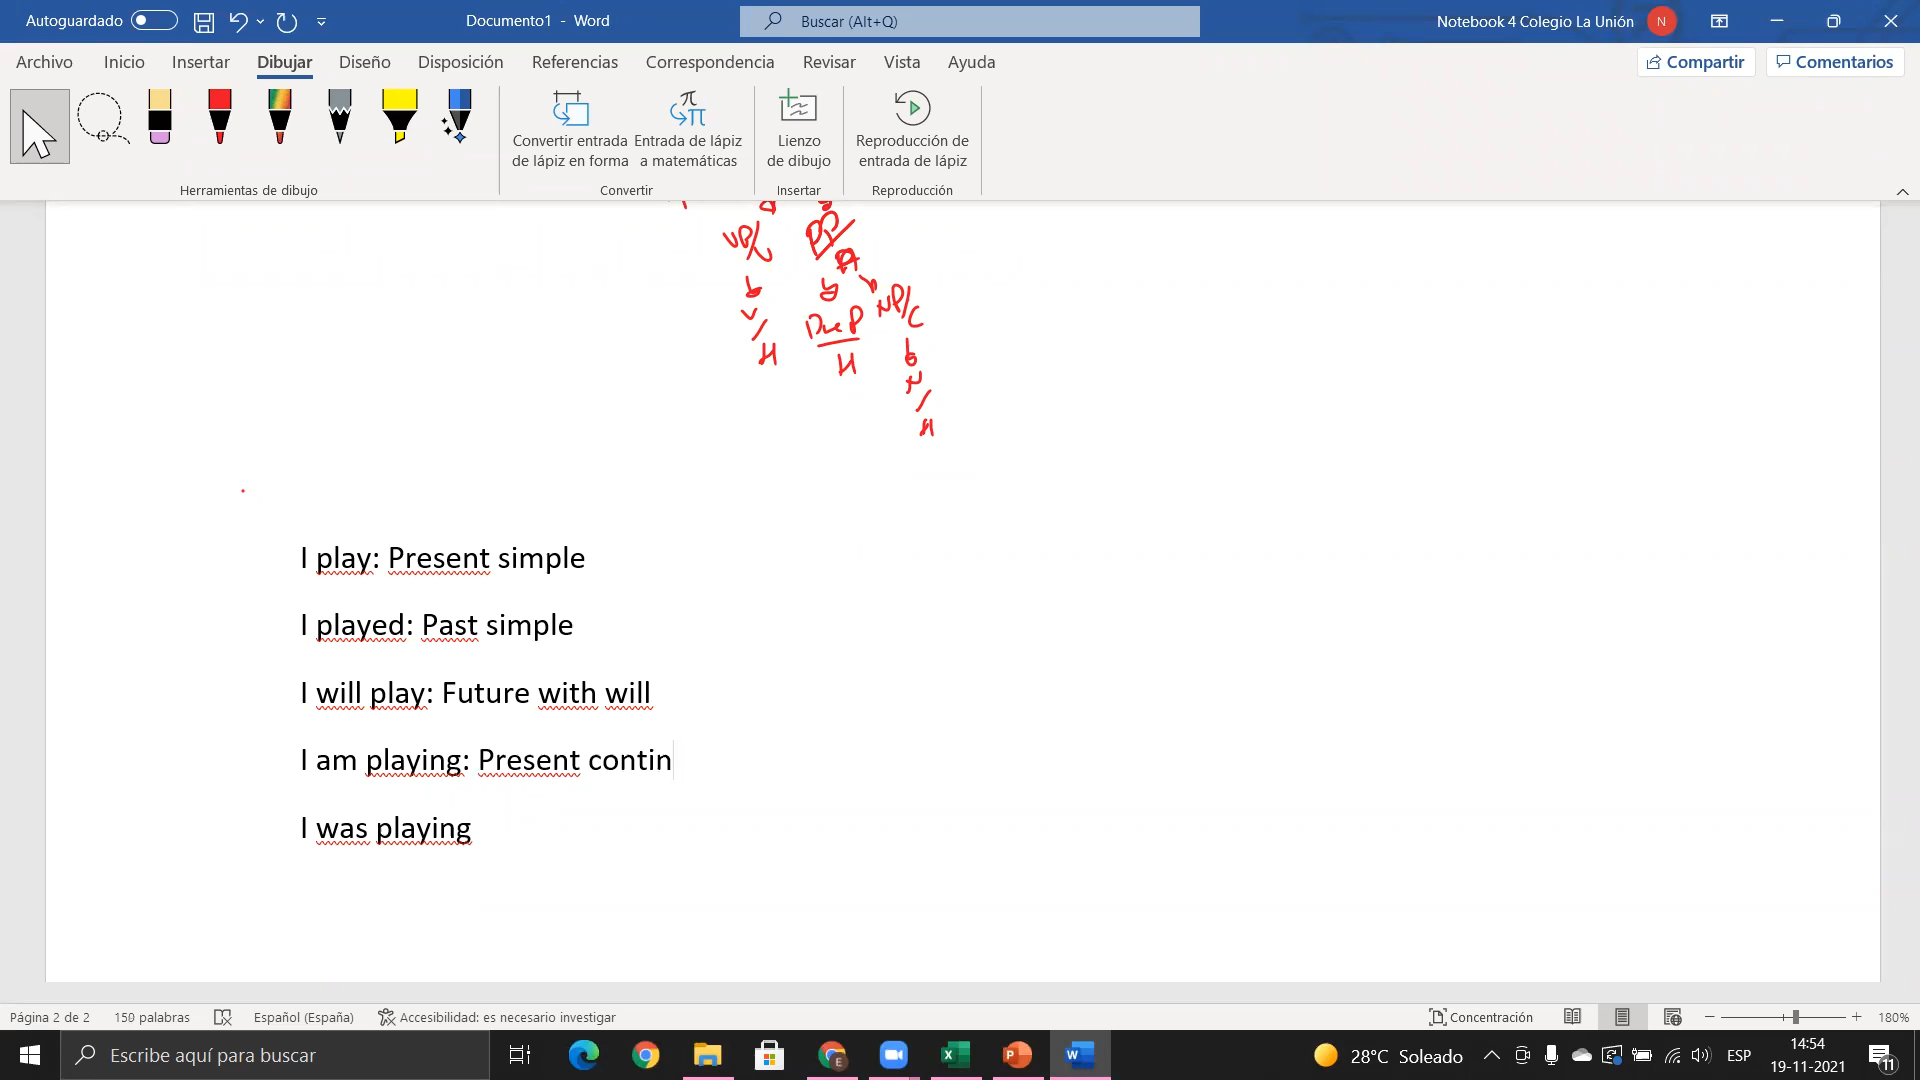 Autoguardado Documento1 - Word Buscar (Alt+Q) Notebook 4 Colegio La Unión N
Archivo Inicio Insertar Dibujar Diseño Disposición Referencias Correspondencia Revisar Vista Ayuda Compartir Comentarios
Convertir entrada de lápiz en forma
Entrada de lápiz a matemáticas
Lienzo de dibujo
Reproducción de entrada de lápiz
Herramientas de dibujo Convertir Insertar Reproducción
PP/
NP/C
H
H
H
I play: Present simple
I played: Past simple
I will play: Future with will
I am playing: Present contin
I was playing
Página 2 de 2 150 palabras Español (España) Accesibilidad: es necesario investigar Concentración 180%
Escribe aquí para buscar 28°C Soleado ESP 14:54
19-11-2021 11